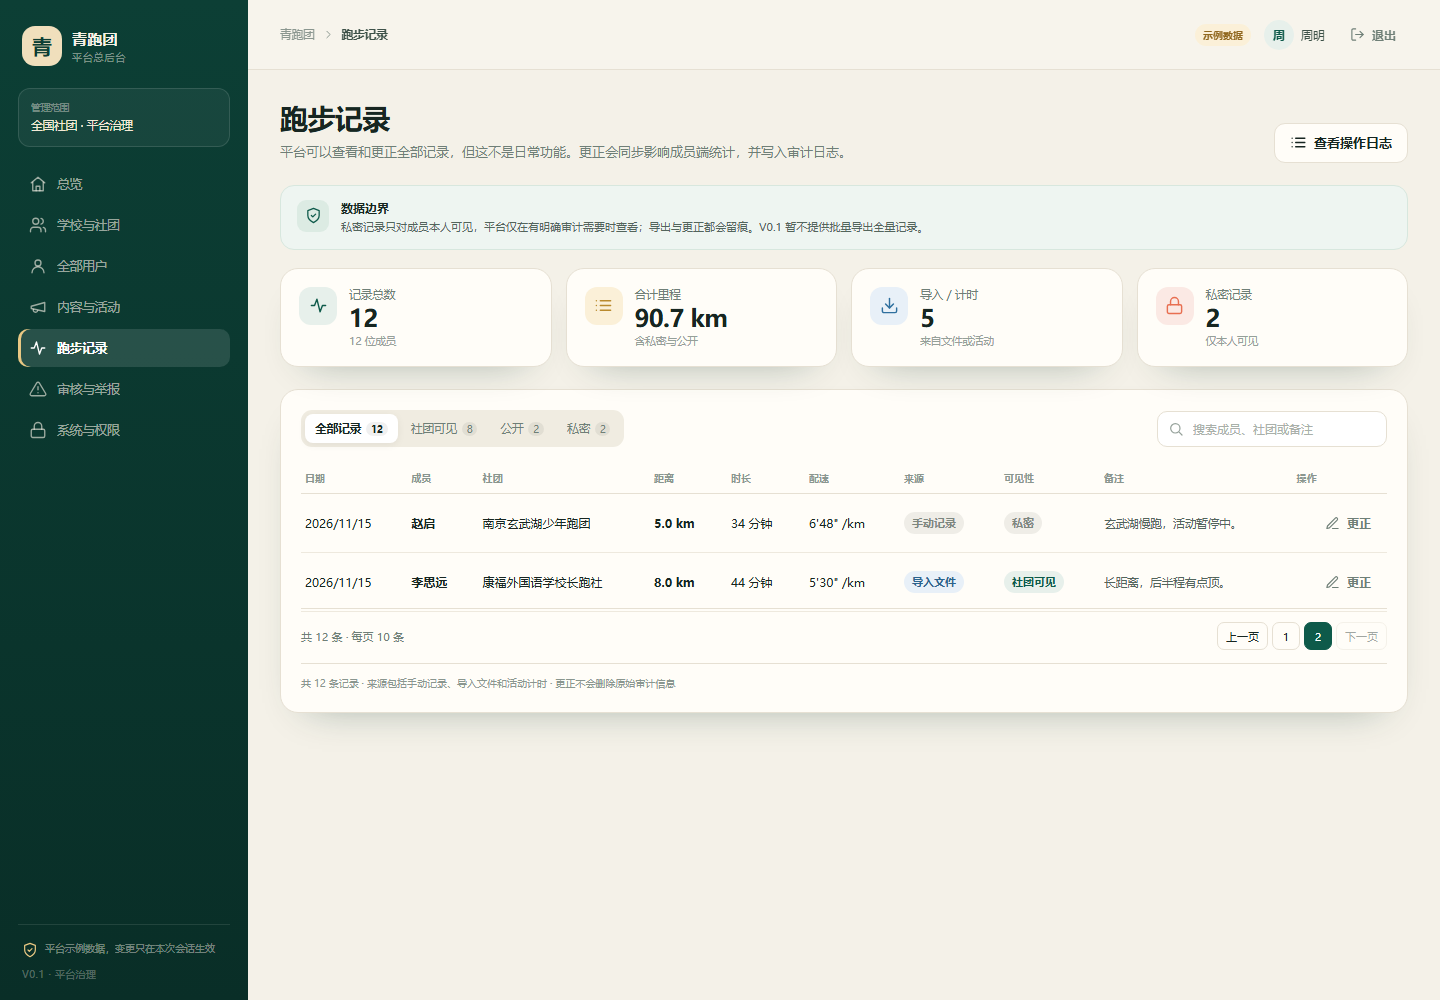 青
青跑团
平台总后台
管理范围
全国社团 · 平台治理
总览
学校与社团
全部用户
内容与活动
跑步记录
审核与举报
系统与权限
平台示例数据，变更只在本次会话生效
V0.1 · 平台治理
青跑团 > 跑步记录
示例数据 周 周明 退出
跑步记录
平台可以查看和更正全部记录，但这不是日常功能。更正会同步影响成员端统计，并写入审计日志。
查看操作日志
数据边界
私密记录只对成员本人可见，平台仅在有明确审计需要时查看；导出与更正都会留痕。V0.1 暂不提供批量导出全量记录。
记录总数
12
12 位成员
合计里程
90.7 km
含私密与公开
导入 / 计时
5
来自文件或活动
私密记录
2
仅本人可见
全部记录 12 社团可见 8 公开 2 私密 2
搜索成员、社团或备注
日期 成员 社团 距离 时长 配速 来源 可见性 备注 操作
2026/11/15 赵启 南京玄武湖少年跑团 5.0 km 34 分钟 6'48" /km 手动记录 私密 玄武湖慢跑，活动暂停中。 更正
2026/11/15 李思远 康福外国语学校长跑社 8.0 km 44 分钟 5'30" /km 导入文件 社团可见 长距离，后半程有点顶。 更正
共 12 条 · 每页 10 条
上一页 1 2 下一页
共 12 条记录 · 来源包括手动记录、导入文件和活动计时 · 更正不会删除原始审计信息